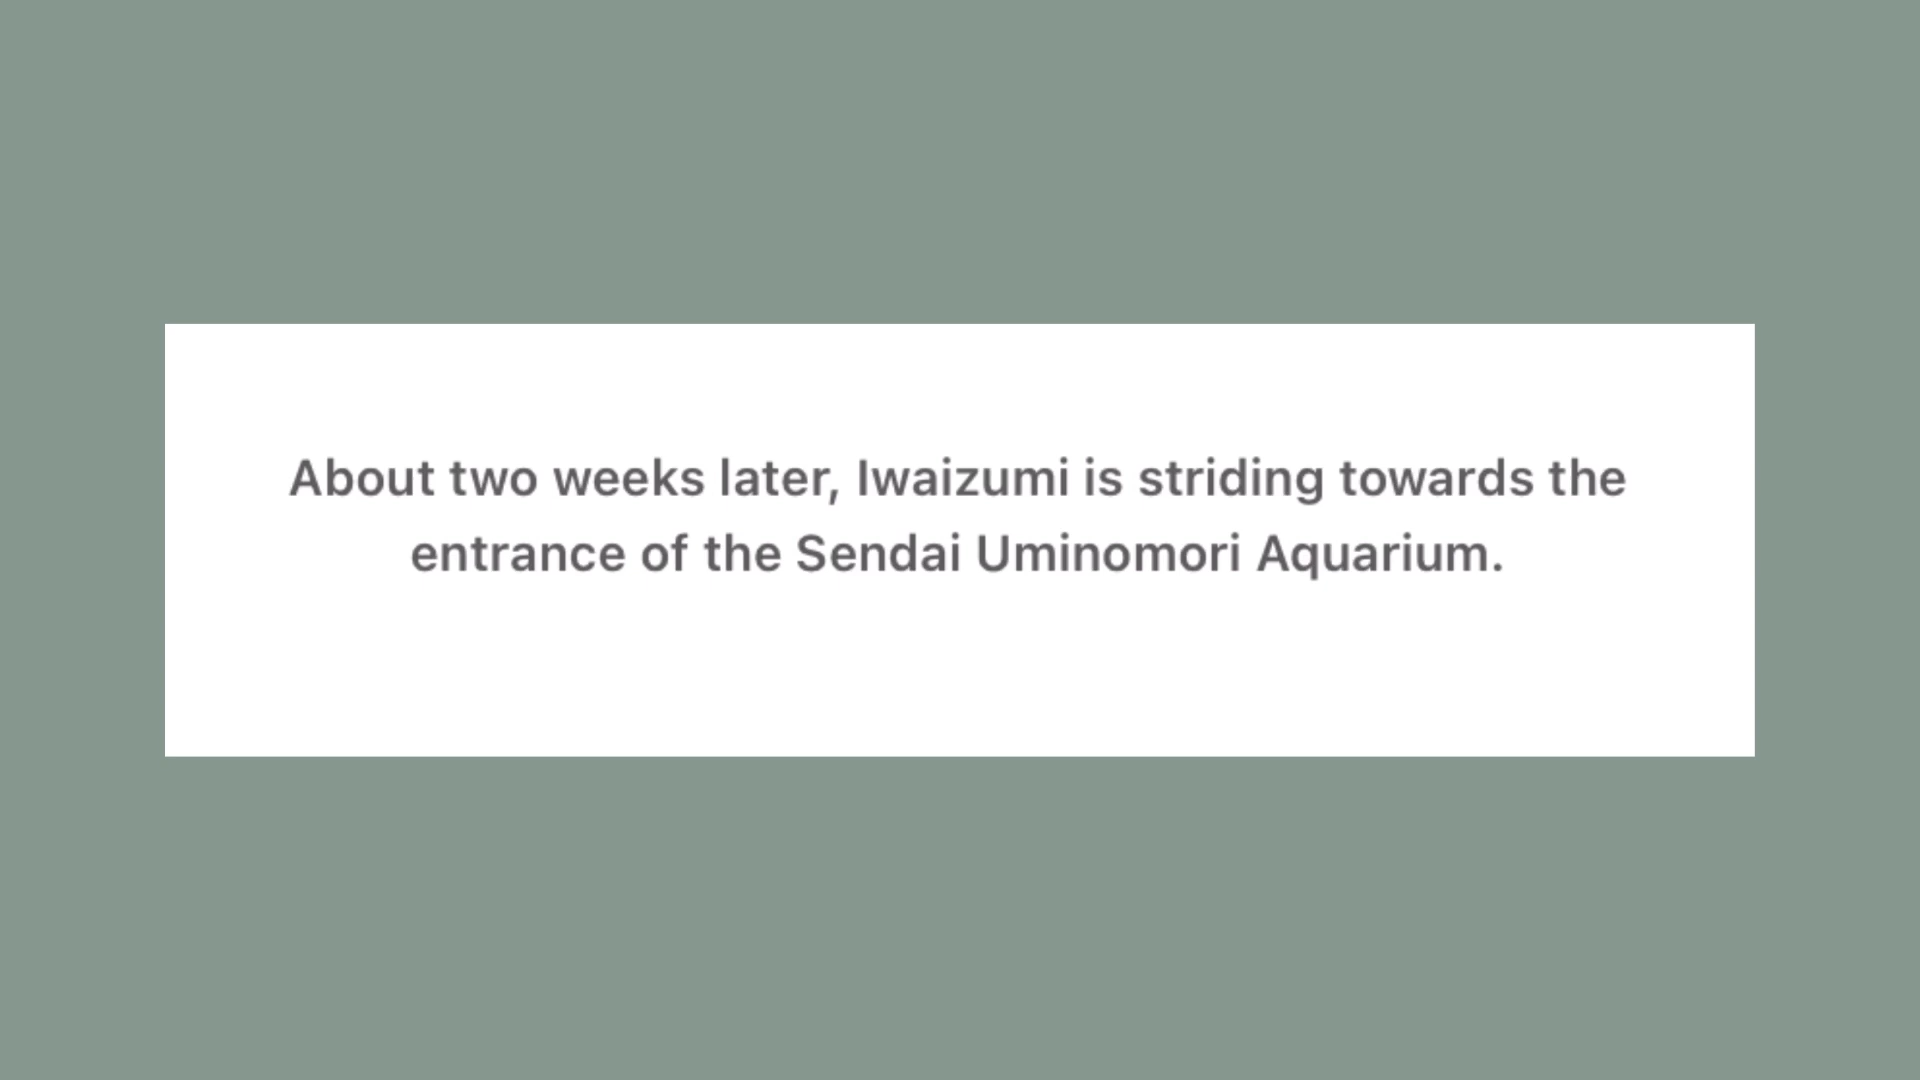 About two weeks later, Iwaizumi is striding towards the
entrance of the Sendai Uminomori Aquarium.